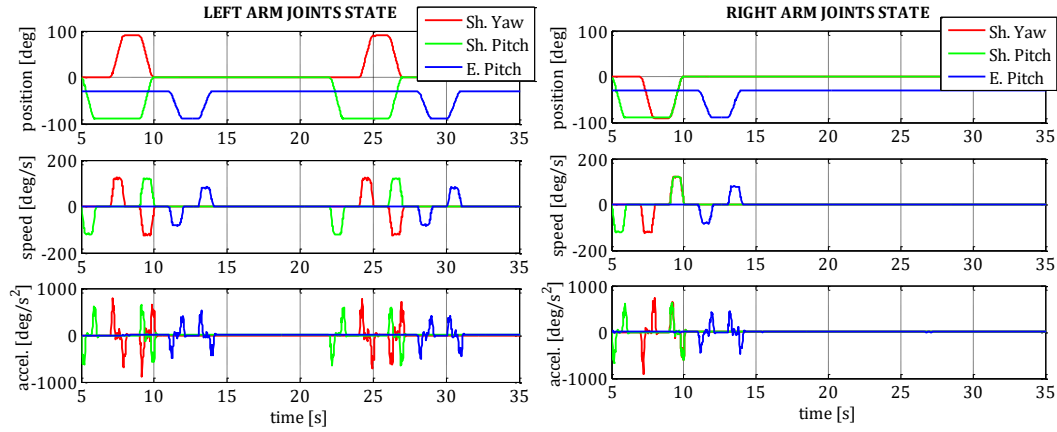 LEFT ARM JOINTS STATE
Sh. Yaw
Sh. Pitch
E. Pitch
position [deg]
100
0
-100
5 10 15 20 25 30 35
speed [deg/s]
200
0
-200
5 10 15 20 25 30 35
accel. [deg/s²]
1000
0
-1000
5 10 15 20 25 30 35
time [s]
RIGHT ARM JOINTS STATE
Sh. Yaw
Sh. Pitch
E. Pitch
position [deg]
100
0
-100
5 10 15 20 25 30 35
speed [deg/s]
200
0
-200
5 10 15 20 25 30 35
accel. [deg/s²]
1000
0
-1000
5 10 15 20 25 30 35
time [s]